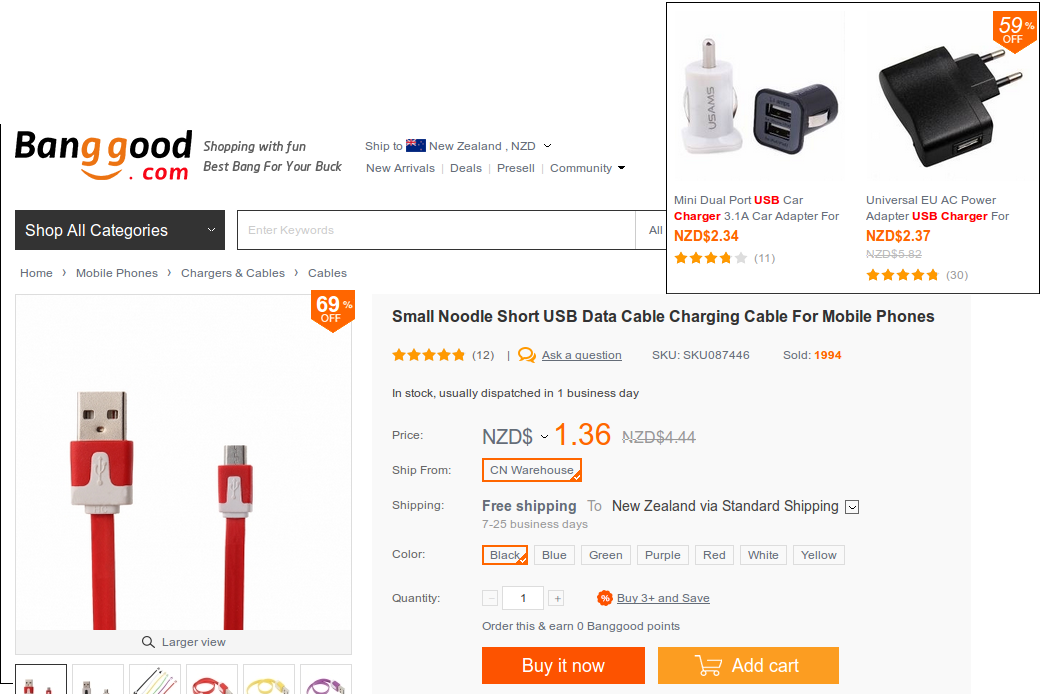 59% OFF
USAMS
Mini Dual Port USB Car
Charger 3.1A Car Adapter For
NZD$2.34
(11)
Universal EU AC Power
Adapter USB Charger For
NZD$2.37
NZD$5.82
(30)
Banggood.com
Shopping with fun
Best Bang For Your Buck
Ship to New Zealand , NZD
New Arrivals | Deals | Presell | Community
Shop All Categories
Enter Keywords
All
Home › Mobile Phones › Chargers & Cables › Cables
69% OFF
Larger view
Small Noodle Short USB Data Cable Charging Cable For Mobile Phones
(12) | Ask a question SKU: SKU087446 Sold: 1994
In stock, usually dispatched in 1 business day
Price: NZD$ 1.36 NZD$4.44
Ship From: CN Warehouse
Shipping: Free shipping To New Zealand via Standard Shipping
7-25 business days
Color: Black Blue Green Purple Red White Yellow
Quantity: - 1 + % Buy 3+ and Save
Order this & earn 0 Banggood points
Buy it now Add cart